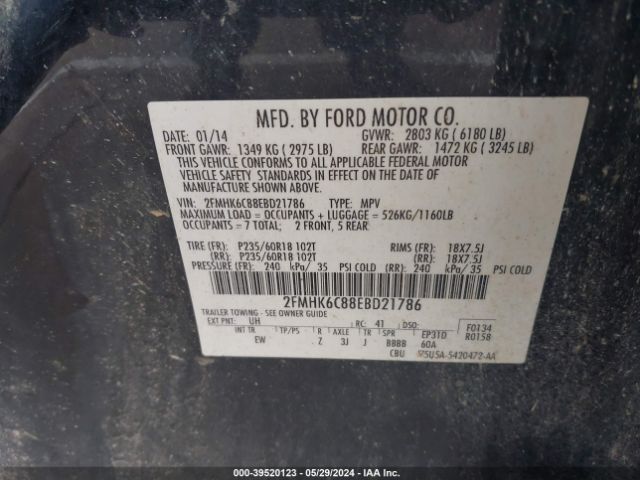 MFD. BY FORD MOTOR CO.
DATE: 01/14 GVWR: 2803 KG ( 6180 LB)
FRONT GAWR: 1349 KG ( 2975 LB) REAR GAWR: 1472 KG ( 3245 LB)
THIS VEHICLE CONFORMS TO ALL APPLICABLE FEDERAL MOTOR
VEHICLE SAFETY STANDARDS IN EFFECT ON THE DATE OF
MANUFACTURE SHOWN ABOVE.
VIN: 2FMHK6C88EBD21786 TYPE: MPV
MAXIMUM LOAD = OCCUPANTS + LUGGAGE = 526KG/1160LB
OCCUPANTS = 7 TOTAL; 2 FRONT, 5 REAR
TIRE (FR): P235/60R18 102T RIMS (FR): 18X7.5J
(RR): P235/60R18 102T (RR): 18X7.5J
PRESSURE (FR): 240 kPa/ 35 PSI COLD (RR): 240 kPa/ 35 PSI COLD
2FMHK6C88EBD21786
TRAILER TOWING - SEE OWNER GUIDE
EXT PNT: UH RC: 41 DSO: F0134
INT TR TP/PS R AXLE TR SPR EP31D R0158
EW Z 3J J BBBB 60A
CBU 5U5A-5420472-AA
000-39520123 - 05/29/2024 - IAA Inc.